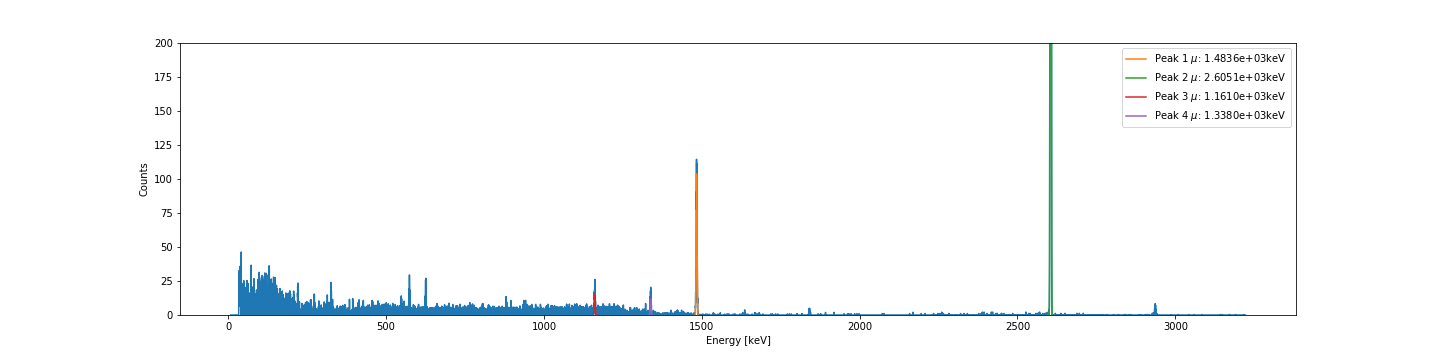 200
175
150
125
100
75
50
25
0
Counts
0
500
1000
1500
2000
2500
3000
Energy [keV]
Peak 1 μ: 1.4836e+03keV
Peak 2 μ: 2.6051e+03keV
Peak 3 μ: 1.1610e+03keV
Peak 4 μ: 1.3380e+03keV